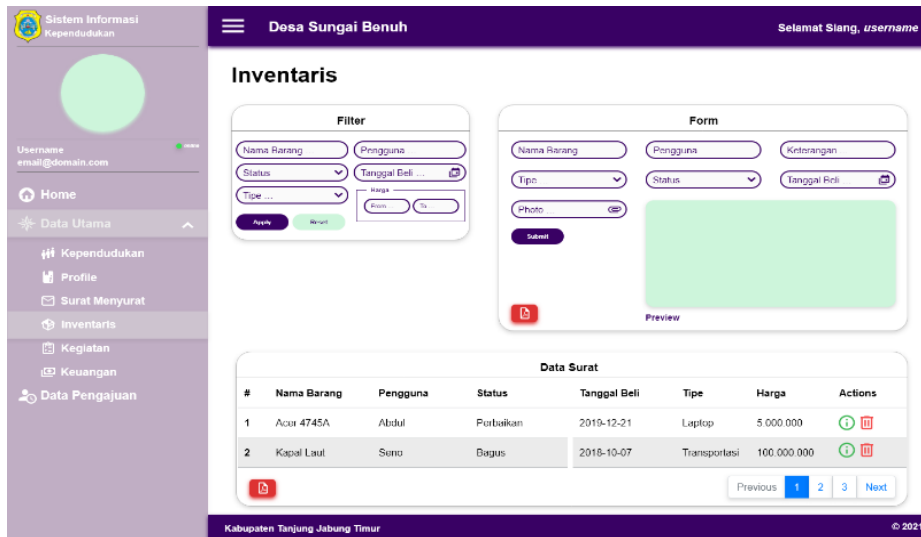 Sistem Informasi
Kependudukan
Desa Sungai Benuh
Selamat Siang, username
Username
email@domain.com
Home
Data Utama
Kependudukan
Profile
Surat Menyurat
Inventaris
Kegiatan
Keuangan
Data Pengajuan
Inventaris
Filter
Nama Barang
Pengguna
Status
Tanggal Beli ...
Tipe ...
Harga
From ...
To ...
Apply
Reset
Form
Nama Barang
Pengguna
Keterangan
Tipe
Status
Tanggal Beli
Photo ...
Submit
Preview
Data Surat
# Nama Barang Pengguna Status Tanggal Beli Tipe Harga Actions
1 Acer 4745A Abdul Perbaikan 2019-12-21 Laptop 5.000.000
2 Kapal Laut Seno Bagus 2018-10-07 Transportasi 100.000.000
Previous 1 2 3 Next
Kabupaten Tanjung Jabung Timur
© 2021